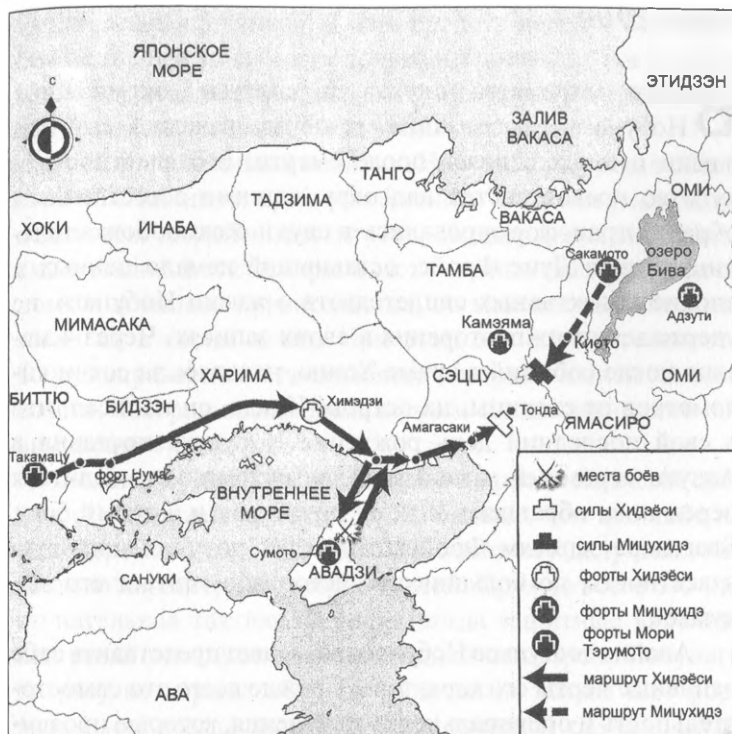 ЯПОНСКОЕ
МОРЕ
С
ЭТИДЗЭН
ЗАЛИВ
ВАКАСА
ТАНГО
ТАДЗИМА
ВАКАСА
ОМИ
ХОКИ
ИНАБА
Сакамото
озеро
Бива
ТАМБА
Адзути
Камэяма
МИМАСАКА
Киото
СЭЦЦУ
ОМИ
ХАРИМА
БИТТЮ
БИДЗЭН
Химэдзи
Тонда
Амагасаки
ЯМАСИРО
Такамацу
форт Нума
ВНУТРЕННЕЕ
МОРЕ
Сумото
АВАДЗИ
САНУКИ
АВА
места боёв
силы Хидэёси
силы Мицухидэ
форты Хидэёси
форты Мицухидэ
форты Мори
Тэрумото
маршрут Хидэёси
маршрут Мицухидэ